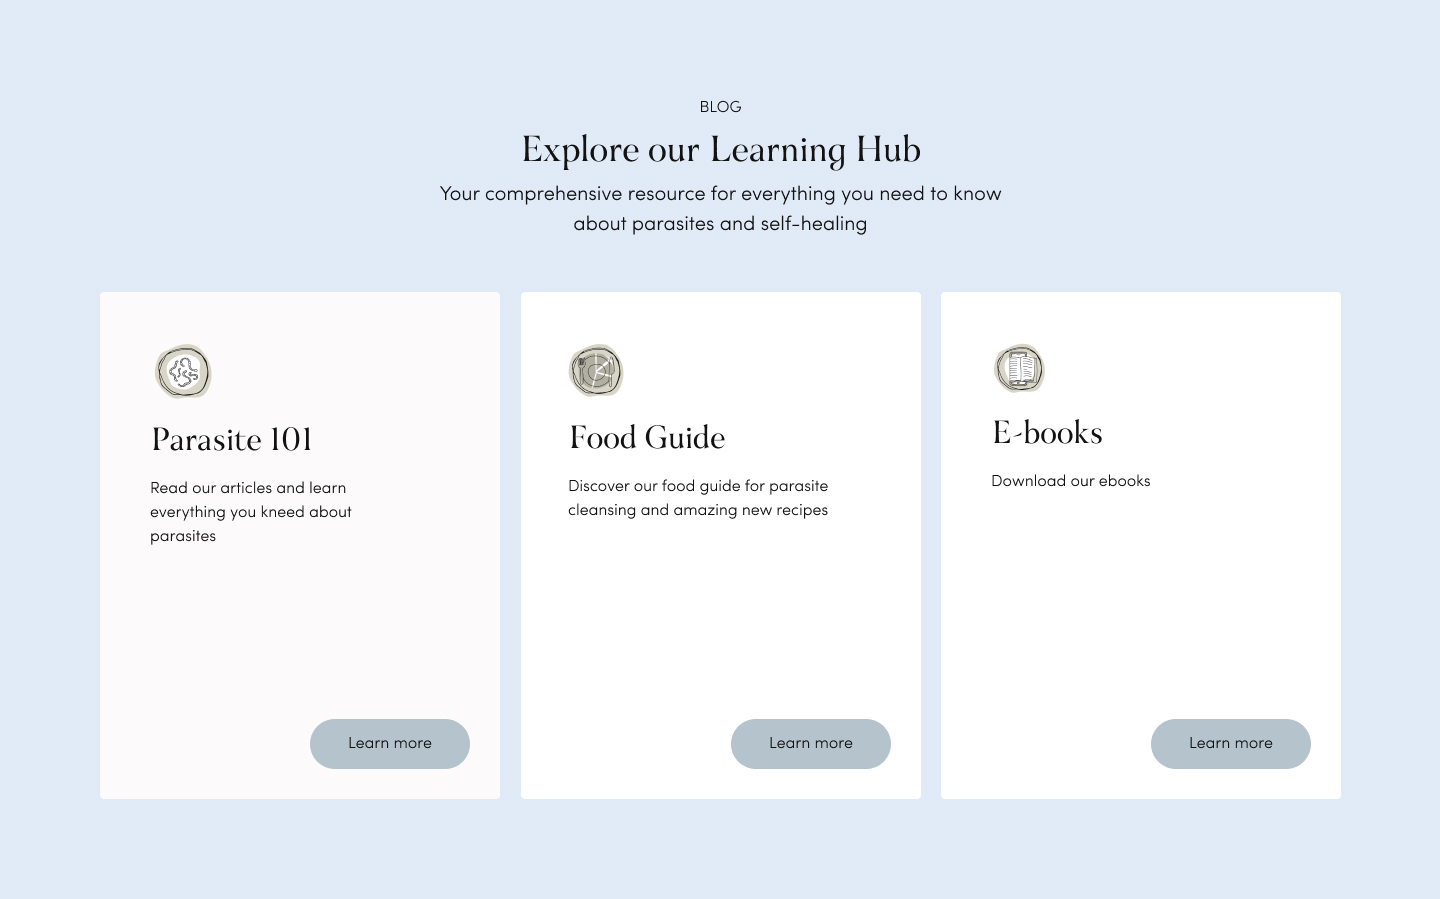 BLOG
Explore our Learning Hub
Your comprehensive resource for everything you need to know
about parasites and self-healing
Parasite 101
Read our articles and learn
everything you kneed about
parasites
Learn more
Food Guide
Discover our food guide for parasite
cleansing and amazing new recipes
Learn more
E-books
Download our ebooks
Learn more